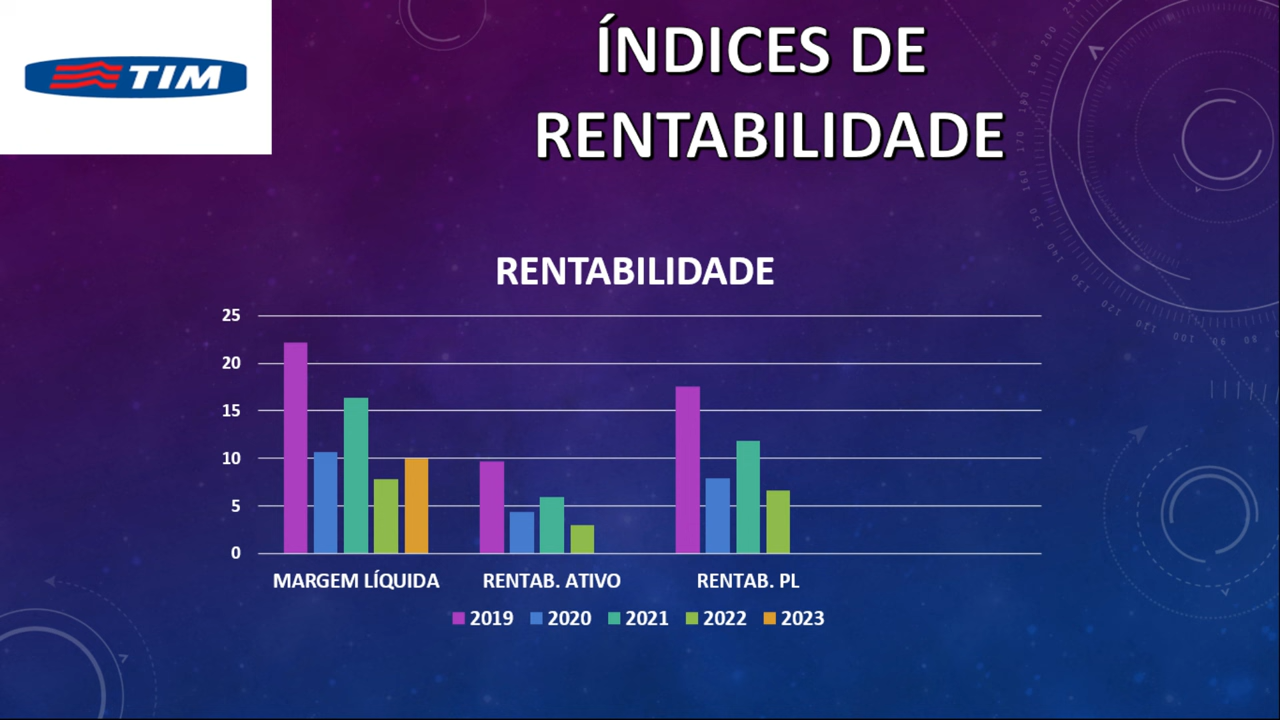 TIM
ÍNDICES DE
RENTABILIDADE
RENTABILIDADE
25
20
15
10
5
0
MARGEM LÍQUIDA RENTAB. ATIVO RENTAB. PL
2019 2020 2021 2022 2023